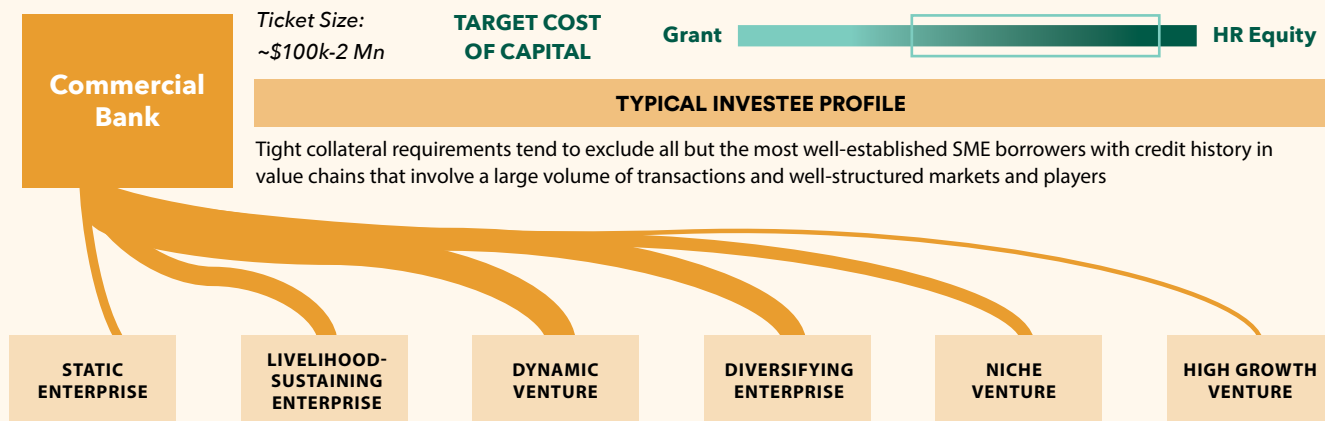 Commercial
Bank
Ticket Size:
~$100k-2 Mn
TARGET COST
OF CAPITAL
Grant
HR Equity
TYPICAL INVESTEE PROFILE
Tight collateral requirements tend to exclude all but the most well-established SME borrowers with credit history in
value chains that involve a large volume of transactions and well-structured markets and players
STATIC
ENTERPRISE
LIVELIHOOD-
SUSTAINING
ENTERPRISE
DYNAMIC
VENTURE
DIVERSIFYING
ENTERPRISE
NICHE
VENTURE
HIGH GROWTH
VENTURE